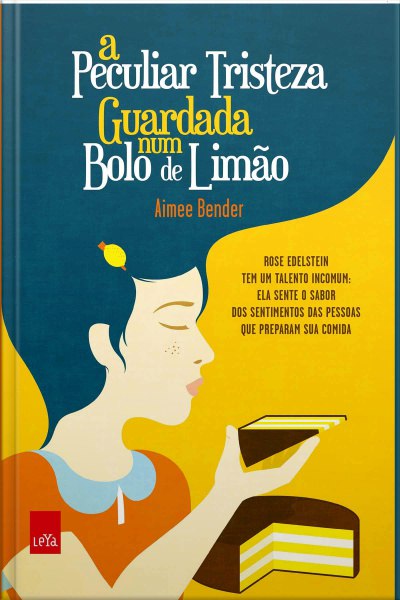 a
Peculiar Tristeza
Guardada
num
Bolo de Limão
Aimee Bender
ROSE EDELSTEIN
TEM UM TALENTO INCOMUM:
ELA SENTE O SABOR
DOS SENTIMENTOS DAS PESSOAS
QUE PREPARAM SUA COMIDA
LeYa